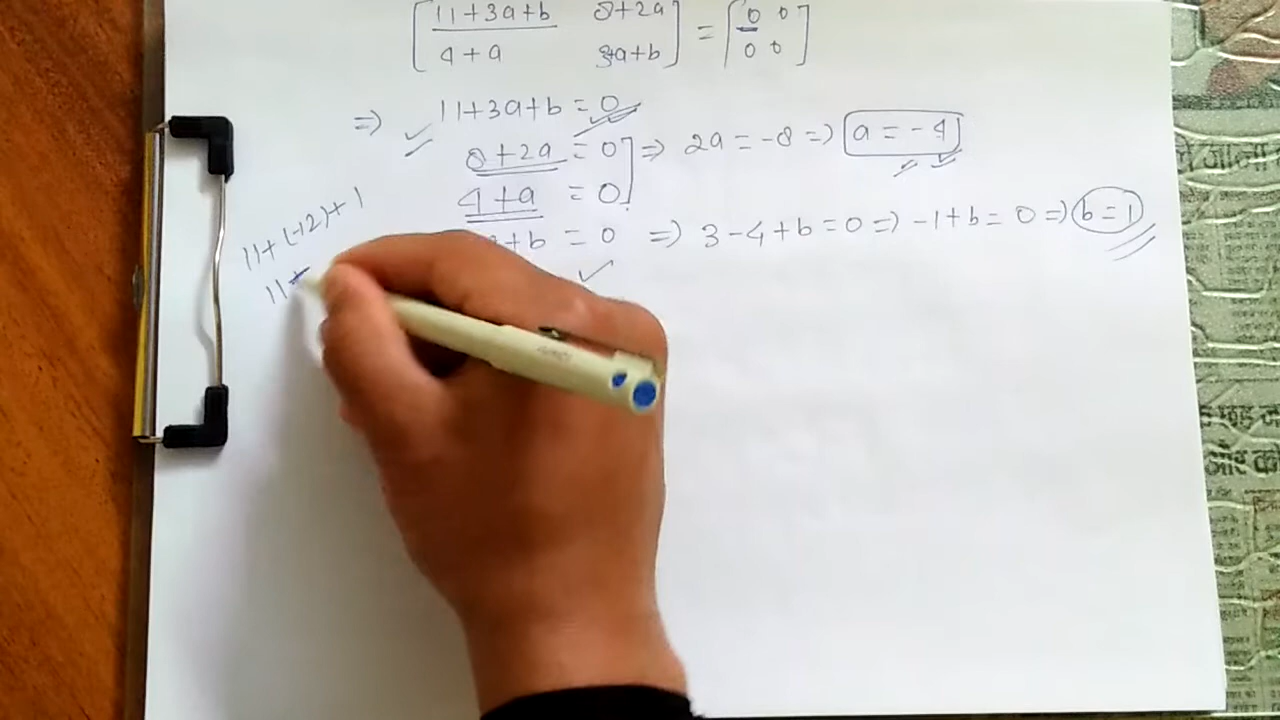 [ 11+3a+b 8+2a ] = [ 0 0 ]
[ 4+a 3+a+b ] [ 0 0 ]
=> 11+3a+b = 0
8+2a = 0 ] => 2a = -8 => a = -4
4+a = 0
+b = 0 => 3-4+b=0 => -1+b = 0 => b=1
11+(-12)+1
11+